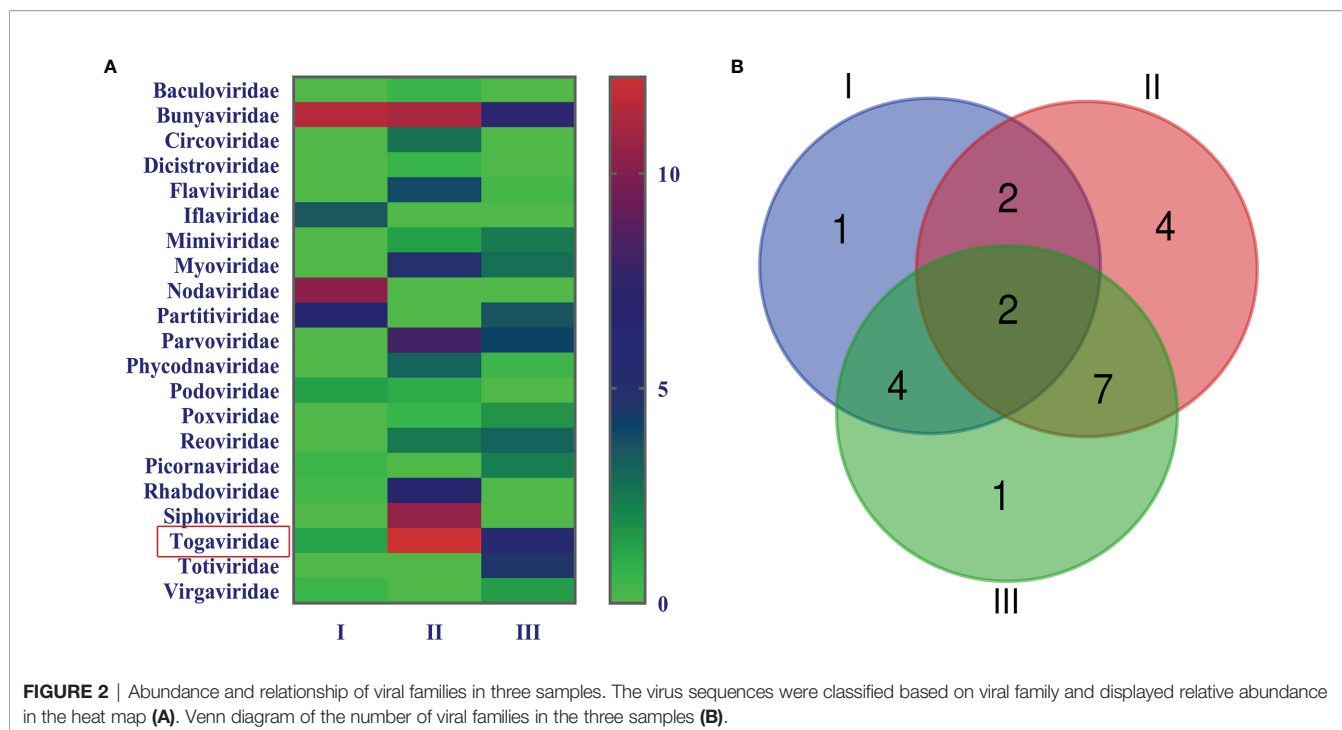 A
Baculoviridae
Bunyaviridae
Circoviridae
Dicistroviridae
Flaviviridae
Iflaviridae
Mimiviridae
Myoviridae
Nodaviridae
Partitiviridae
Parvoviridae
Phycodnaviridae
Podoviridae
Poxviridae
Reoviridae
Picornaviridae
Rhabdoviridae
Siphoviridae
Togaviridae
Totiviridae
Virgaviridae
I II III
10
5
0
B
I II
1 2 4
2
4 7
1
III
FIGURE 2 | Abundance and relationship of viral families in three samples. The virus sequences were classified based on viral family and displayed relative abundance
in the heat map (A). Venn diagram of the number of viral families in the three samples (B).